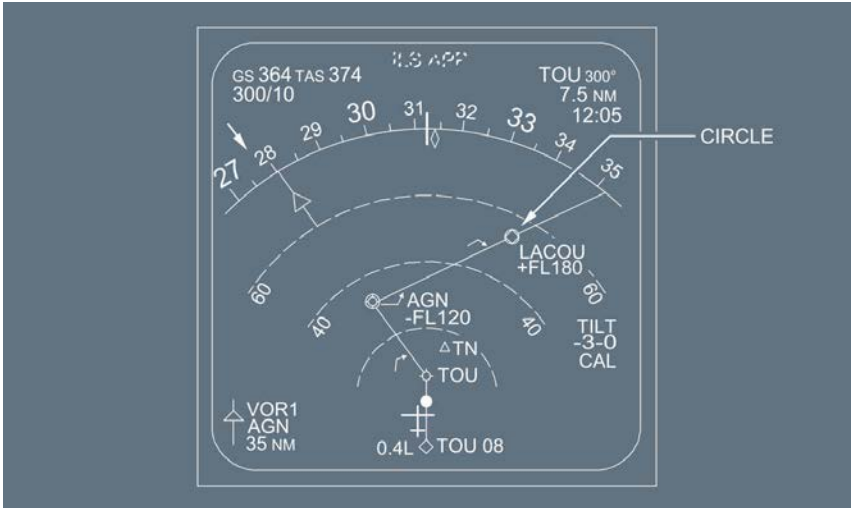 ILS APP
GS 364 TAS 374
300/10
TOU 300°
7.5 NM
12:05
27 28 29 30 31 32 33 34 35
CIRCLE
LACOU
+FL180
60 60
AGN
-FL120
40 40
TILT
-3-0
CAL
TN
TOU
VOR1
AGN
35 NM
0.4L TOU 08